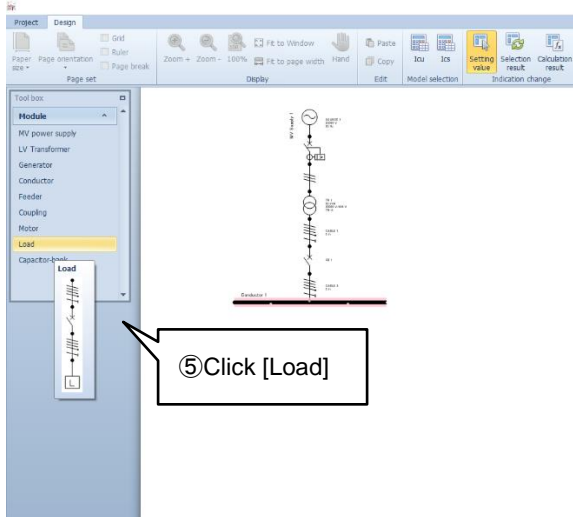 Project Design
Grid
Ruler
Page break
Paper size
Page orientation
Page set
Zoom + Zoom - 100%
Fit to Window
Fit to page width
Hand
Display
Paste
Copy
Edit
Icu Ics
Model selection
Setting value
Selection result
Calculation result
Indication change
Tool box
Module
MV power supply
LV Transformer
Generator
Conductor
Feeder
Coupling
Motor
Load
Capacitor-bank
Load
L
MV Supply 1
Conductor 1
⑤Click [Load]